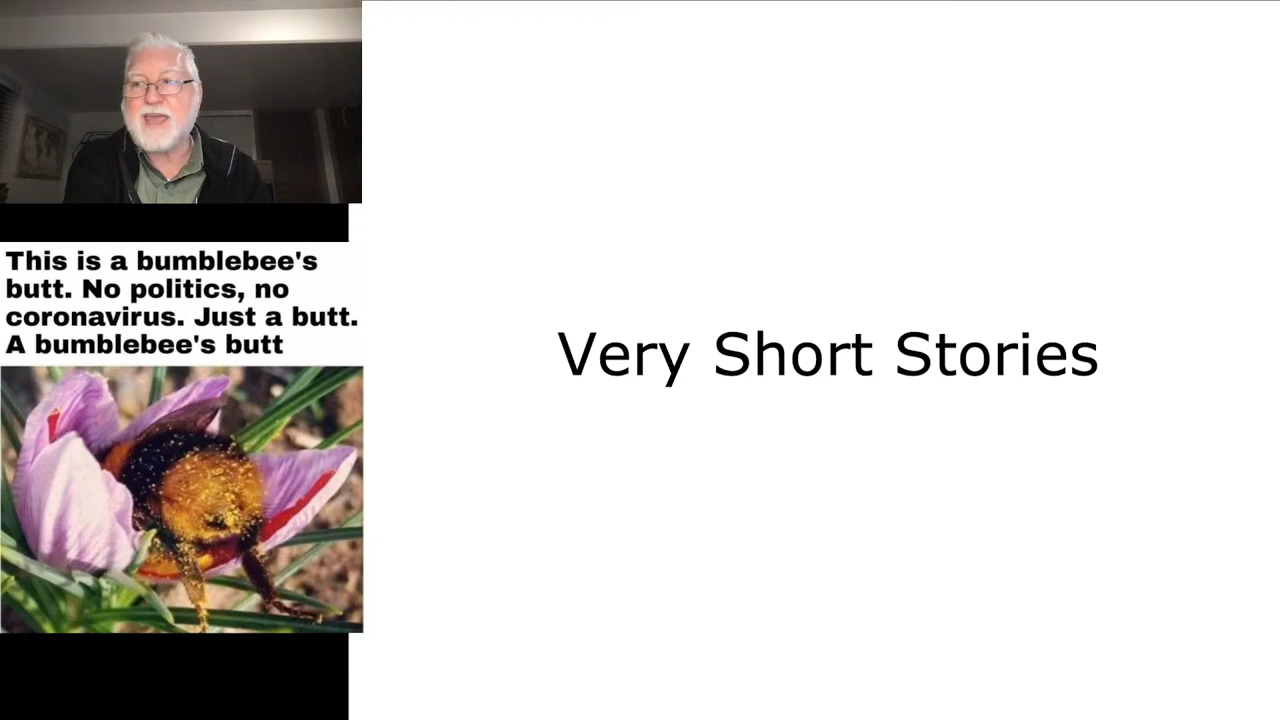 This is a bumblebee's
butt. No politics, no
coronavirus. Just a butt.
A bumblebee's butt
Very Short Stories